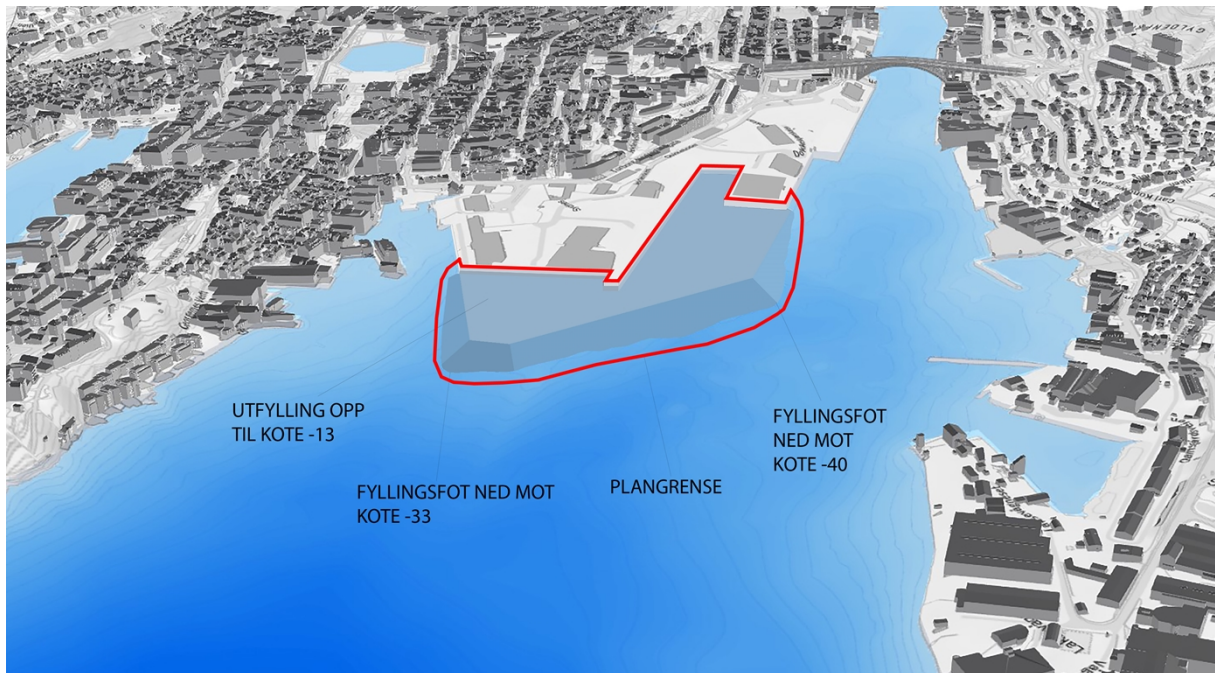 UTFYLLING OPP
TIL KOTE -13
FYLLINGSFOT NED MOT
KOTE -33
PLANGRENSE
FYLLINGSFOT
NED MOT
KOTE -40